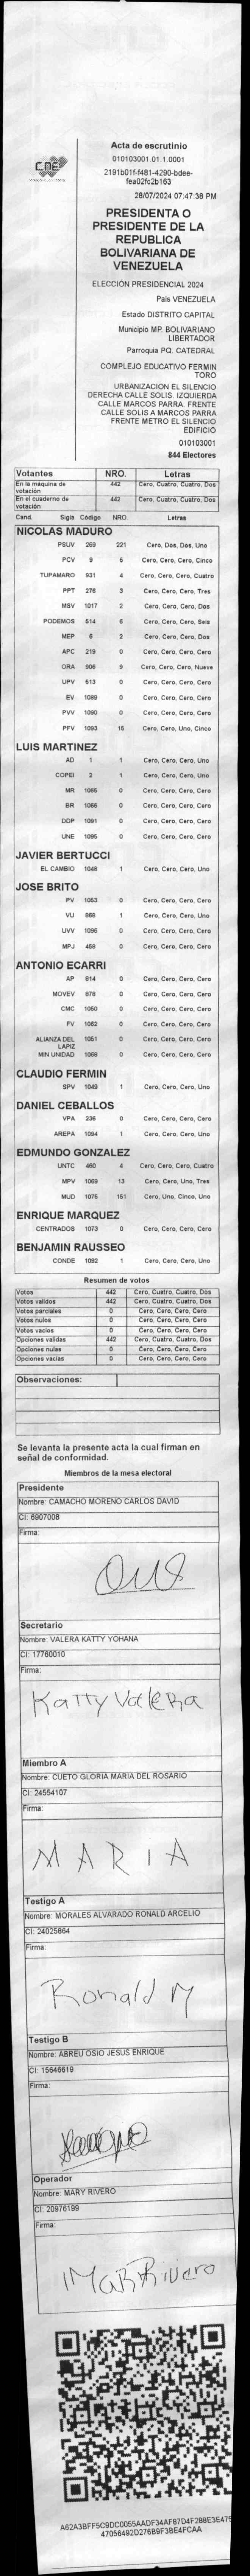 CNE
Acta de escrutinio
010103001.01.1.0001
2191b01f-f481-4290-bdee-
fea02fc2b163
28/07/2024 07:47:38 PM
PRESIDENTA O
PRESIDENTE DE LA
REPUBLICA
BOLIVARIANA DE
VENEZUELA
ELECCIÓN PRESIDENCIAL 2024
País VENEZUELA
Estado DISTRITO CAPITAL
Municipio MP. BOLIVARIANO
LIBERTADOR
Parroquia PQ. CATEDRAL
COMPLEJO EDUCATIVO FERMIN
TORO
URBANIZACION EL SILENCIO
DERECHA CALLE SOLIS. IZQUIERDA
CALLE MARCOS PARRA. FRENTE
CALLE SOLIS A MARCOS PARRA
FRENTE METRO EL SILENCIO
EDIFICIO
010103001
844 Electores
Votantes NRO. Letras
En la máquina de votación 442 Cero, Cuatro, Cuatro, Dos
En el cuaderno de votación 442 Cero, Cuatro, Cuatro, Dos
Cand. Sigla Código NRO. Letras
NICOLAS MADURO
PSUV 269 221 Cero, Dos, Dos, Uno
PCV 9 5 Cero, Cero, Cero, Cinco
TUPAMARO 931 4 Cero, Cero, Cero, Cuatro
PPT 276 3 Cero, Cero, Cero, Tres
MSV 1017 2 Cero, Cero, Cero, Dos
PODEMOS 514 6 Cero, Cero, Cero, Seis
MEP 6 2 Cero, Cero, Cero, Dos
APC 219 0 Cero, Cero, Cero, Cero
ORA 906 9 Cero, Cero, Cero, Nueve
UPV 513 0 Cero, Cero, Cero, Cero
EV 1089 0 Cero, Cero, Cero, Cero
PVV 1090 0 Cero, Cero, Cero, Cero
PFV 1093 15 Cero, Cero, Uno, Cinco
LUIS MARTINEZ
AD 1 1 Cero, Cero, Cero, Uno
COPEI 2 1 Cero, Cero, Cero, Uno
MR 1085 0 Cero, Cero, Cero, Cero
BR 1066 0 Cero, Cero, Cero, Cero
DDP 1091 0 Cero, Cero, Cero, Cero
UNE 1095 0 Cero, Cero, Cero, Cero
JAVIER BERTUCCI
EL CAMBIO 1048 1 Cero, Cero, Cero, Uno
JOSE BRITO
PV 1053 0 Cero, Cero, Cero, Cero
VU 868 1 Cero, Cero, Cero, Uno
UVV 1096 0 Cero, Cero, Cero, Cero
MPJ 458 0 Cero, Cero, Cero, Cero
ANTONIO ECARRI
AP 814 0 Cero, Cero, Cero, Cero
MOVEV 878 0 Cero, Cero, Cero, Cero
CMC 1050 0 Cero, Cero, Cero, Cero
FV 1062 0 Cero, Cero, Cero, Cero
ALIANZA DEL LAPIZ 1051 0 Cero, Cero, Cero, Cero
MIN UNIDAD 1068 0 Cero, Cero, Cero, Cero
CLAUDIO FERMIN
SPV 1049 1 Cero, Cero, Cero, Uno
DANIEL CEBALLOS
VPA 236 0 Cero, Cero, Cero, Cero
AREPA 1094 1 Cero, Cero, Cero, Uno
EDMUNDO GONZALEZ
UNTC 460 4 Cero, Cero, Cero, Cuatro
MPV 1069 13 Cero, Cero, Uno, Tres
MUD 1075 151 Cero, Uno, Cinco, Uno
ENRIQUE MARQUEZ
CENTRADOS 1073 0 Cero, Cero, Cero, Cero
BENJAMIN RAUSSEO
CONDE 1092 1 Cero, Cero, Cero, Uno
Resumen de votos
Votos 442 Cero, Cuatro, Cuatro, Dos
Votos validos 442 Cero, Cuatro, Cuatro, Dos
Votos parciales 0 Cero, Cero, Cero, Cero
Votos nulos 0 Cero, Cero, Cero, Cero
Votos vacios 0 Cero, Cero, Cero, Cero
Opciones validas 442 Cero, Cuatro, Cuatro, Dos
Opciones nulas 0 Cero, Cero, Cero, Cero
Opciones vacias 0 Cero, Cero, Cero, Cero
Observaciones:
Se levanta la presente acta la cual firman en
señal de conformidad.
Miembros de la mesa electoral
Presidente
Nombre: CAMACHO MORENO CARLOS DAVID
CI: 6907008
Firma:
Secretario
Nombre: VALERA KATTY YOHANA
CI: 17760010
Firma:
Katty Valera
Miembro A
Nombre: CUETO GLORIA MARIA DEL ROSARIO
CI: 24554107
Firma:
MARIA
Testigo A
Nombre: MORALES ALVARADO RONALD ARCELIO
CI: 24025864
Firma:
Ronald M
Testigo B
Nombre: ABREU OSIO JESUS ENRIQUE
CI: 15646619
Firma:
Operador
Nombre: MARY RIVERO
CI: 20976199
Firma:
MaryRivero
A62A3BFF5C9DC0055AADF34AF87D4F288E3E475
47056492D276B9F3BE4FCAA